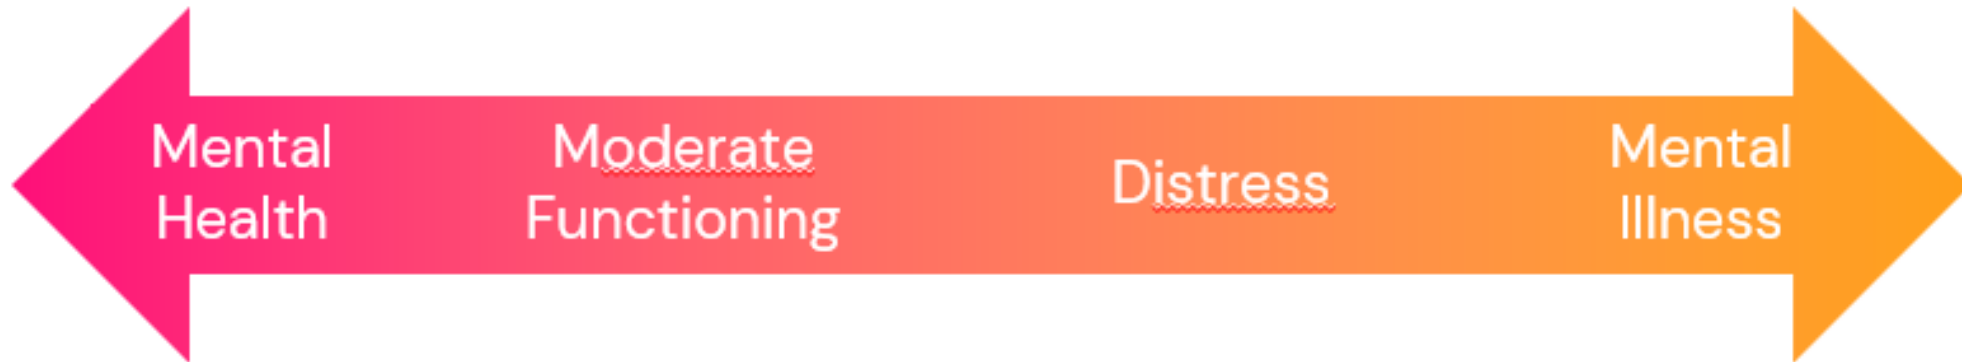 Mental
Health
Moderate
Functioning
Distress
Mental
Illness